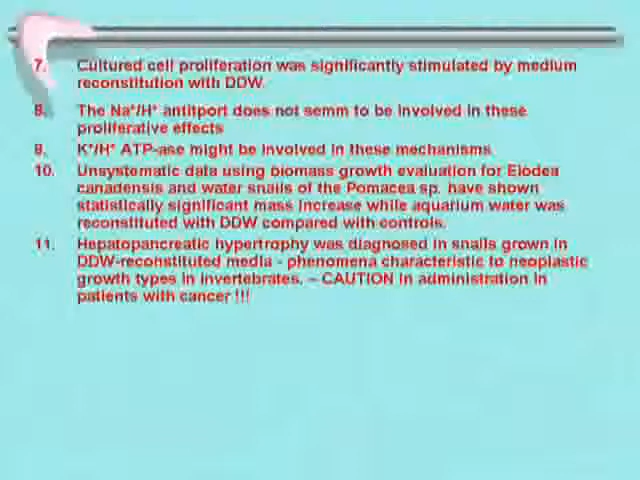 7. Cultured cell proliferation was significantly stimulated by medium
reconstitution with DDW.
8. The Na⁺/H⁺ antitport does not semm to be involved in these
proliferative effects
9. K⁺/H⁺ ATP-ase might be involved in these mechanisms
10. Unsystematic data using biomass growth evaluation for Elodea
canadensis and water snails of the Pomacea sp. have shown
statistically significant mass increase while aquarium water was
reconstituted with DDW compared with controls.
11. Hepatopancreatic hypertrophy was diagnosed in snails grown in
DDW-reconstituted media - phenomena characteristic to neoplastic
growth types in invertebrates. – CAUTION in administration in
patients with cancer !!!